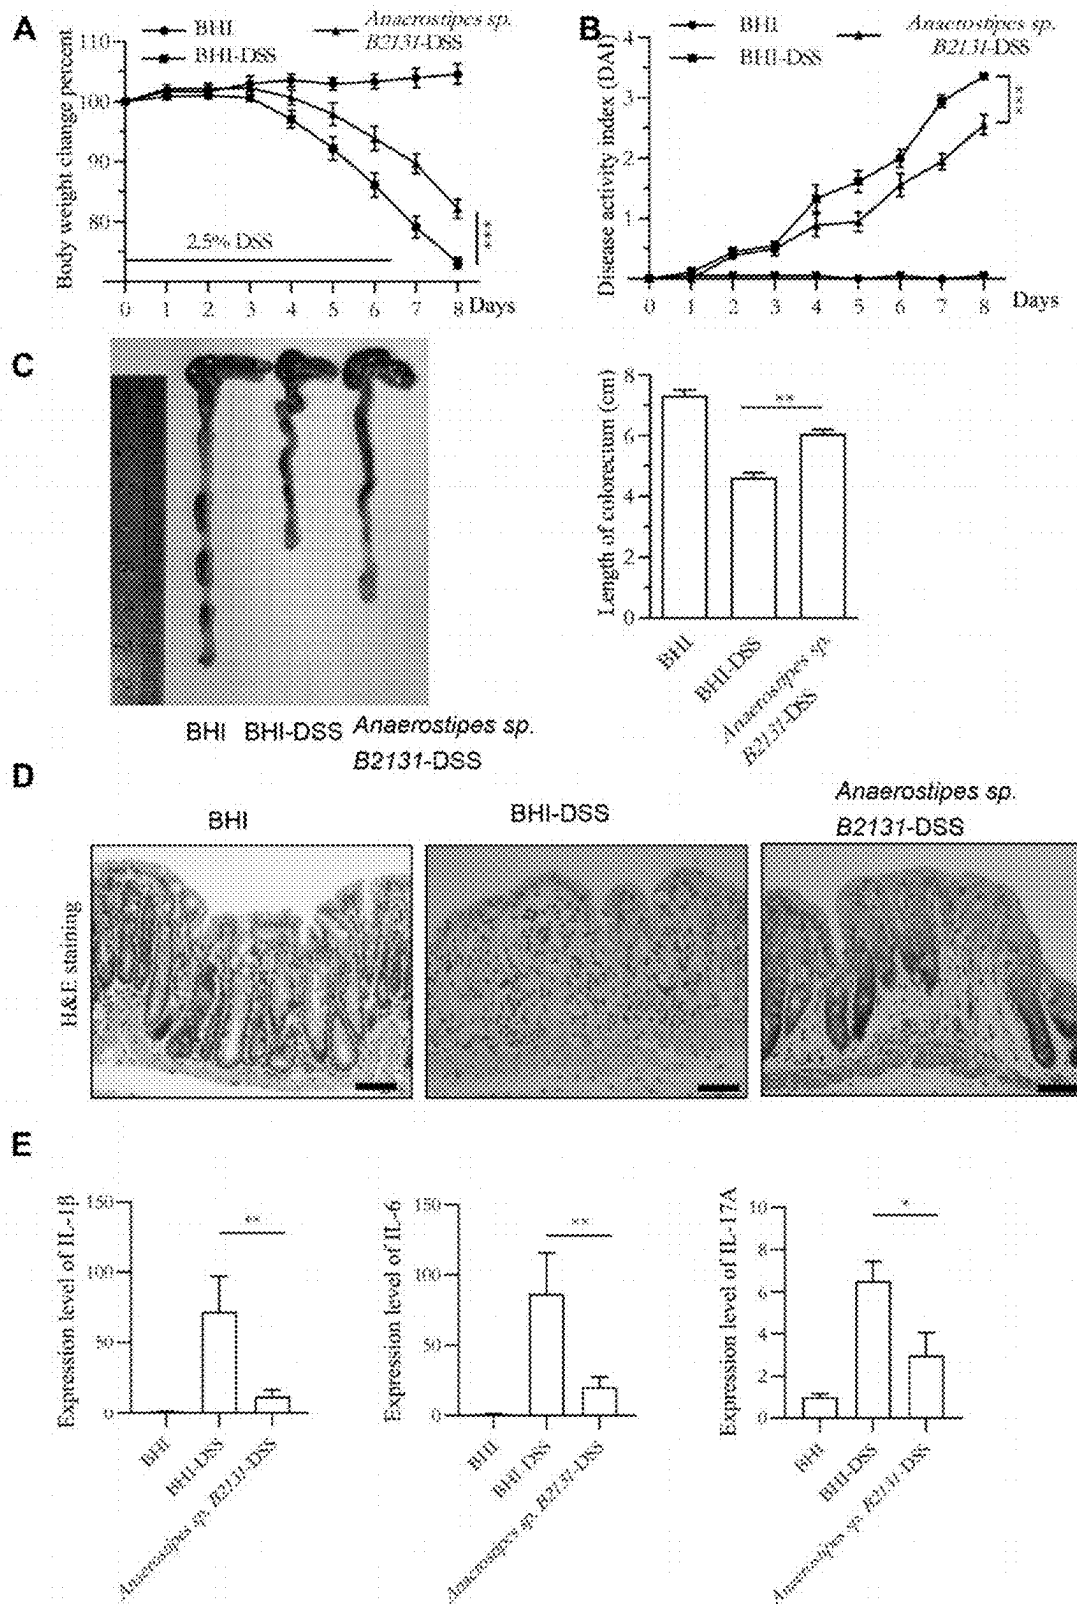 A
BHI
BHI-DSS
Anaerostipes sp.
B2131-DSS
Body weight change percent
110
100
90
80
2.5% DSS
***
0 1 2 3 4 5 6 7 8 Days
B
BHI
BHI-DSS
Anaerostipes sp.
B2131-DSS
Disease activity index (DAI)
4
3
2
1
***
0 1 2 3 4 5 6 7 8 Days
C
BHI BHI-DSS Anaerostipes sp.
B2131-DSS
Length of colorecum (cm)
8
6
4
2
0
**
BHI
BHI-DSS
Anaerostipes sp.
B2131-DSS
D
BHI
BHI-DSS
Anaerostipes sp.
B2131-DSS
H&E staining
E
Expression level of IL-1β
150
100
50
0
**
BHI
BHI-DSS
Anaerostipes sp. B2131-DSS
Expression level of IL-6
150
100
50
0
**
BHI
BHI-DSS
Anaerostipes sp. B2131-DSS
Expression level of IL-17A
10
8
6
4
2
0
*
BHI
BHI-DSS
Anaerostipes sp. B2131-DSS